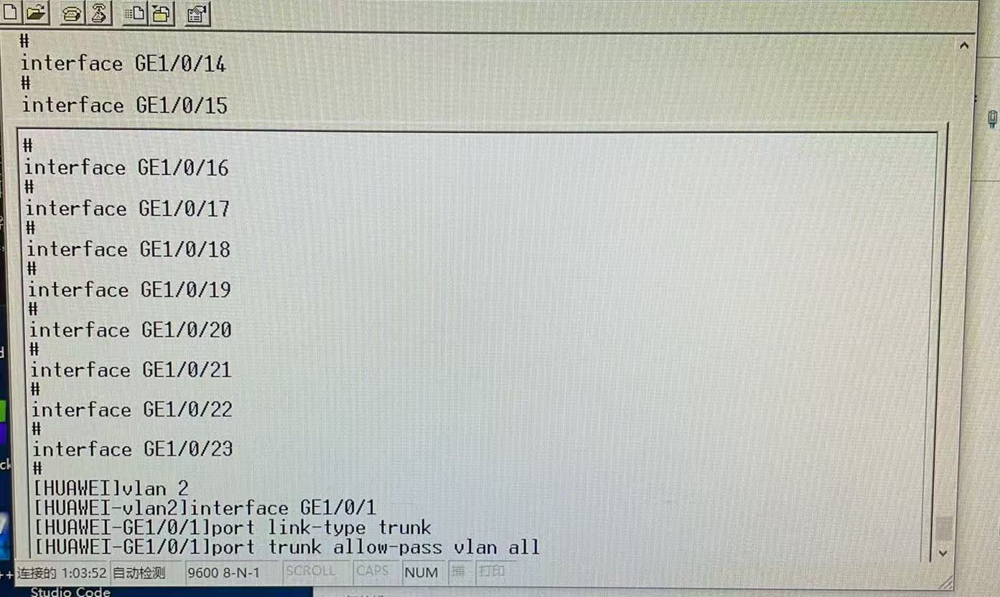 #
interface GE1/0/14
#
interface GE1/0/15
#
interface GE1/0/16
#
interface GE1/0/17
#
interface GE1/0/18
#
interface GE1/0/19
#
interface GE1/0/20
#
interface GE1/0/21
#
interface GE1/0/22
#
interface GE1/0/23
#
[HUAWEI]vlan 2
[HUAWEI-vlan2]interface GE1/0/1
[HUAWEI-GE1/0/1]port link-type trunk
[HUAWEI-GE1/0/1]port trunk allow-pass vlan all
连接的 1:03:52 自动检测 9600 8-N-1 SCROLL CAPS NUM 捕 打印
Studio Code